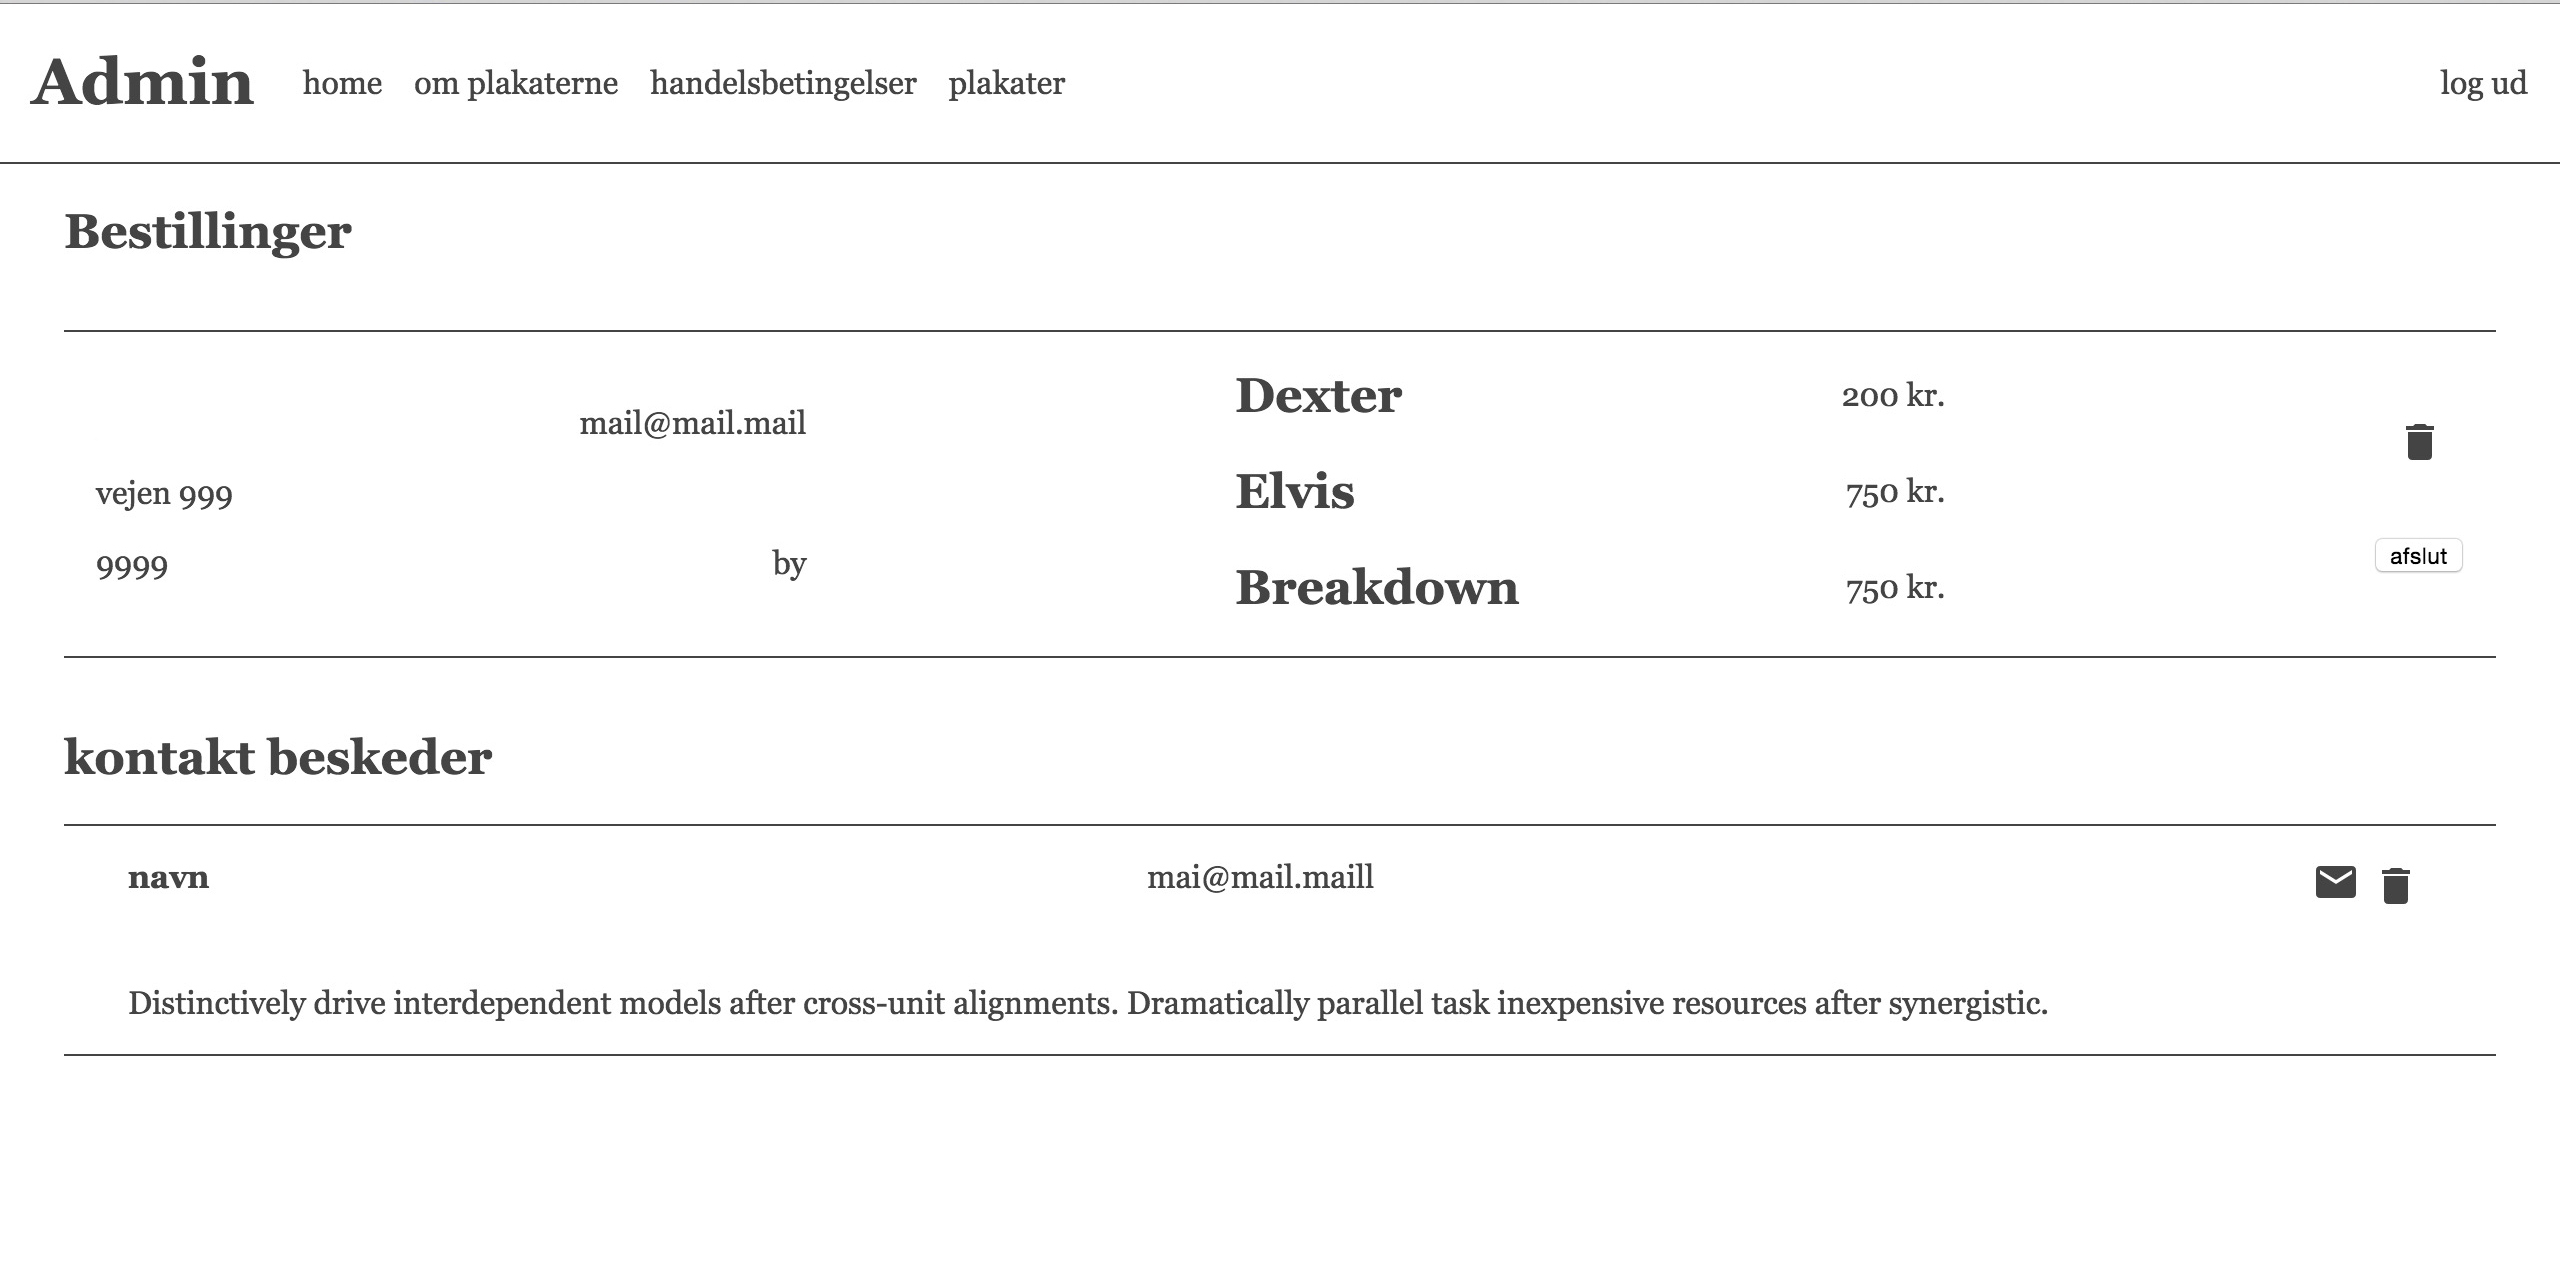 Admin home om plakaterne handelsbetingelser plakater log ud
Bestillinger
mail@mail.mail
vejen 999
9999 by
Dexter 200 kr.
Elvis 750 kr.
Breakdown 750 kr.
afslut
kontakt beskeder
navn mai@mail.maill
Distinctively drive interdependent models after cross-unit alignments. Dramatically parallel task inexpensive resources after synergistic.